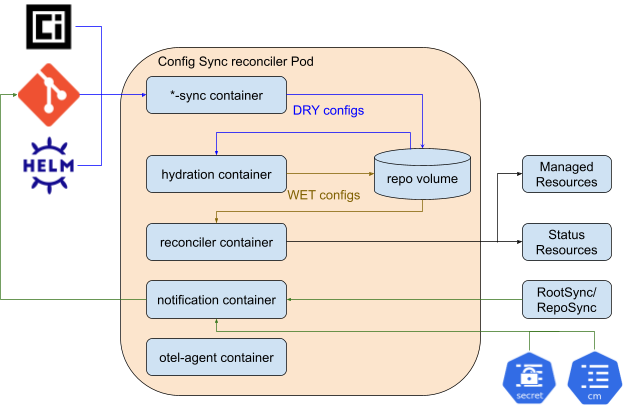 Ci
Config Sync reconciler Pod
*-sync container
DRY configs
HELM
hydration container
repo volume
Managed
Resources
WET configs
reconciler container
Status
Resources
notification container
RootSync/
RepoSync
otel-agent container
secret
cm